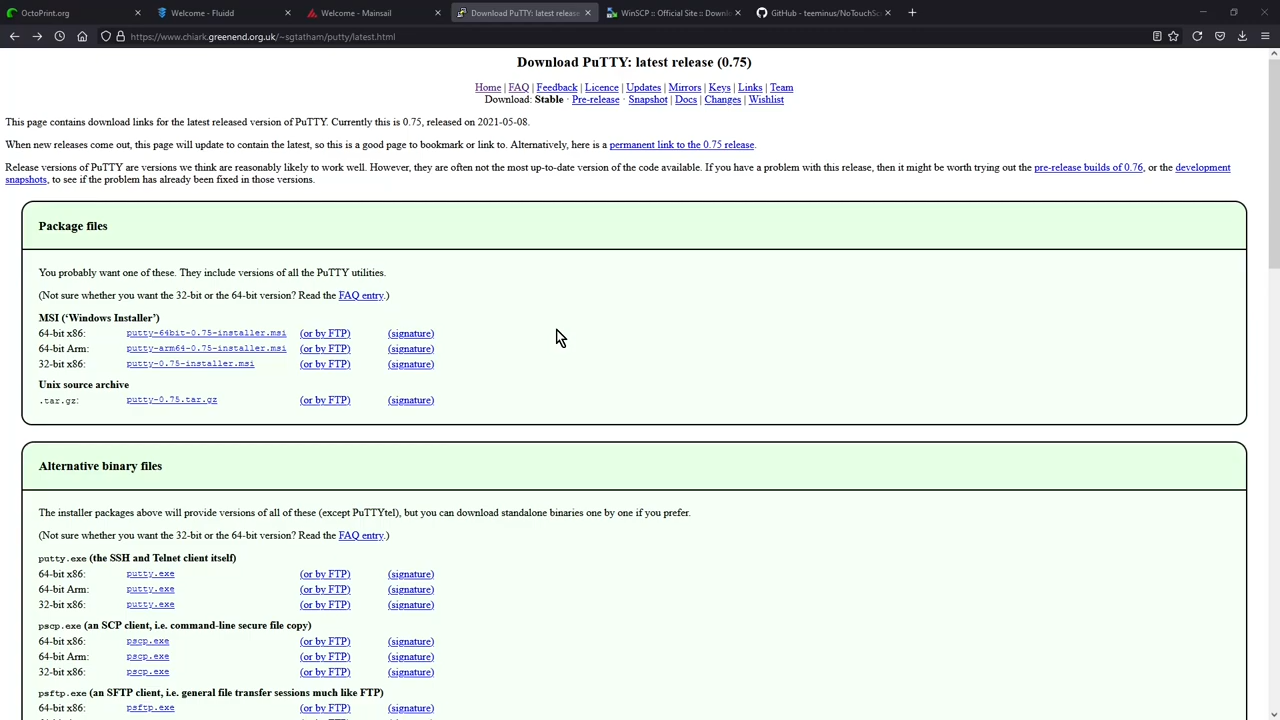 OctoPrint.org
Welcome - Fluidd
Welcome - Mainsail
Download PuTTY: latest release
WinSCP :: Official Site :: Downlo
GitHub - teeminus/NoTouchSc
https://www.chiark.greenend.org.uk/~sgtatham/putty/latest.html
Download PuTTY: latest release (0.75)
Home | FAQ | Feedback | Licence | Updates | Mirrors | Keys | Links | Team
Download: Stable · Pre-release · Snapshot | Docs | Changes | Wishlist
This page contains download links for the latest released version of PuTTY. Currently this is 0.75, released on 2021-05-08.
When new releases come out, this page will update to contain the latest, so this is a good page to bookmark or link to. Alternatively, here is a permanent link to the 0.75 release.
Release versions of PuTTY are versions we think are reasonably likely to work well. However, they are often not the most up-to-date version of the code available. If you have a problem with this release, then it might be worth trying out the pre-release builds of 0.76, or the development
snapshots, to see if the problem has already been fixed in those versions.
Package files
You probably want one of these. They include versions of all the PuTTY utilities.
(Not sure whether you want the 32-bit or the 64-bit version? Read the FAQ entry.)
MSI (‘Windows Installer’)
64-bit x86: putty-64bit-0.75-installer.msi (or by FTP) (signature)
64-bit Arm: putty-arm64-0.75-installer.msi (or by FTP) (signature)
32-bit x86: putty-0.75-installer.msi (or by FTP) (signature)
Unix source archive
.tar.gz: putty-0.75.tar.gz (or by FTP) (signature)
Alternative binary files
The installer packages above will provide versions of all of these (except PuTTYtel), but you can download standalone binaries one by one if you prefer.
(Not sure whether you want the 32-bit or the 64-bit version? Read the FAQ entry.)
putty.exe (the SSH and Telnet client itself)
64-bit x86: putty.exe (or by FTP) (signature)
64-bit Arm: putty.exe (or by FTP) (signature)
32-bit x86: putty.exe (or by FTP) (signature)
pscp.exe (an SCP client, i.e. command-line secure file copy)
64-bit x86: pscp.exe (or by FTP) (signature)
64-bit Arm: pscp.exe (or by FTP) (signature)
32-bit x86: pscp.exe (or by FTP) (signature)
psftp.exe (an SFTP client, i.e. general file transfer sessions much like FTP)
64-bit x86: psftp.exe (or by FTP) (signature)